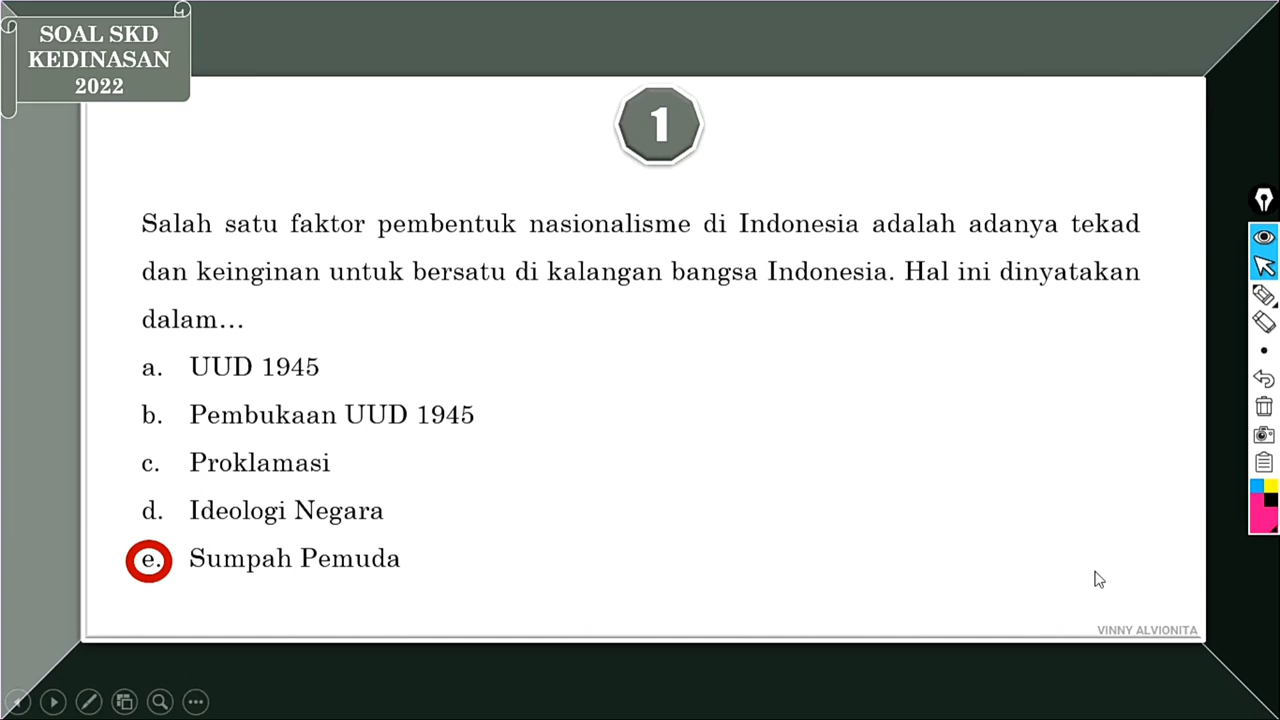 SOAL SKD
KEDINASAN
2022
1
Salah satu faktor pembentuk nasionalisme di Indonesia adalah adanya tekad
dan keinginan untuk bersatu di kalangan bangsa Indonesia. Hal ini dinyatakan
dalam…
a. UUD 1945
b. Pembukaan UUD 1945
c. Proklamasi
d. Ideologi Negara
e. Sumpah Pemuda
VINNY ALVIONITA